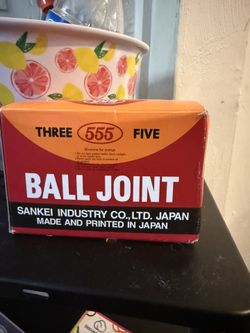 THREE 555 FIVE
BALL JOINT
SANKEI INDUSTRY CO.,LTD. JAPAN
MADE AND PRINTED IN JAPAN